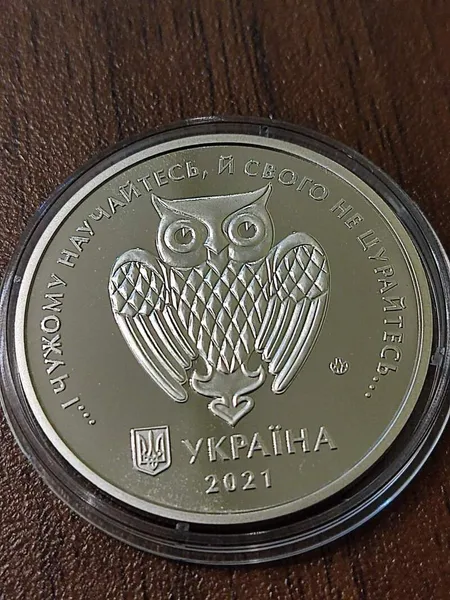 ...І ЧУЖОМУ НАУЧАЙТЕСЬ, Й СВОГО НЕ ЦУРАЙТЕСЬ...
УКРАЇНА
2021